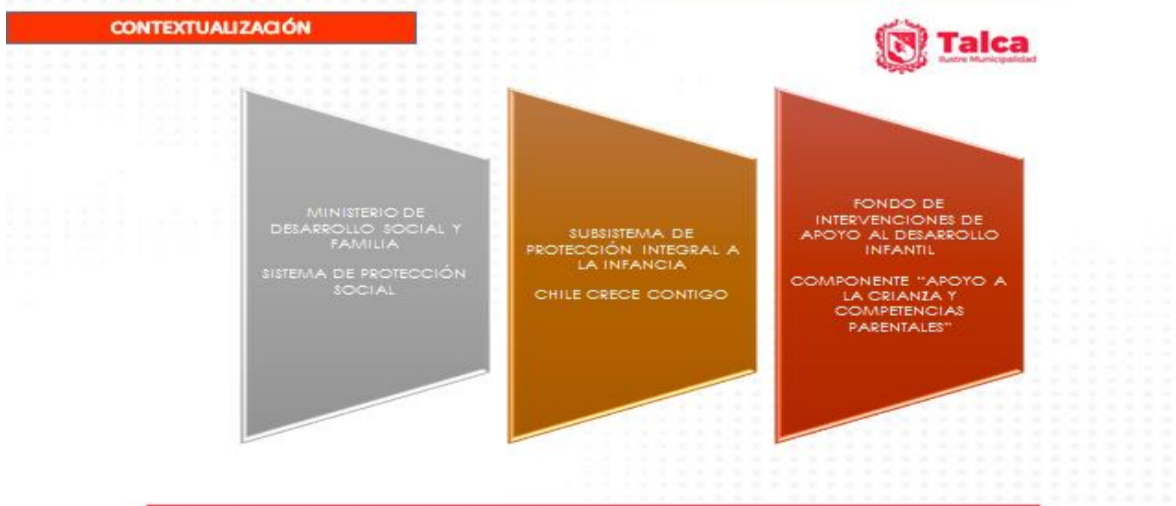 CONTEXTUALIZACIÓN
Talca
Ilustre Municipalidad
MINISTERIO DE
DESARROLLO SOCIAL Y
FAMILIA
SISTEMA DE PROTECCIÓN
SOCIAL
SUBSISTEMA DE
PROTECCIÓN INTEGRAL A
LA INFANCIA
CHILE CRECE CONTIGO
FONDO DE
INTERVENCIONES DE
APOYO AL DESARROLLO
INFANTIL
COMPONENTE "APOYO A
LA CRIANZA Y
COMPETENCIAS
PARENTALES"